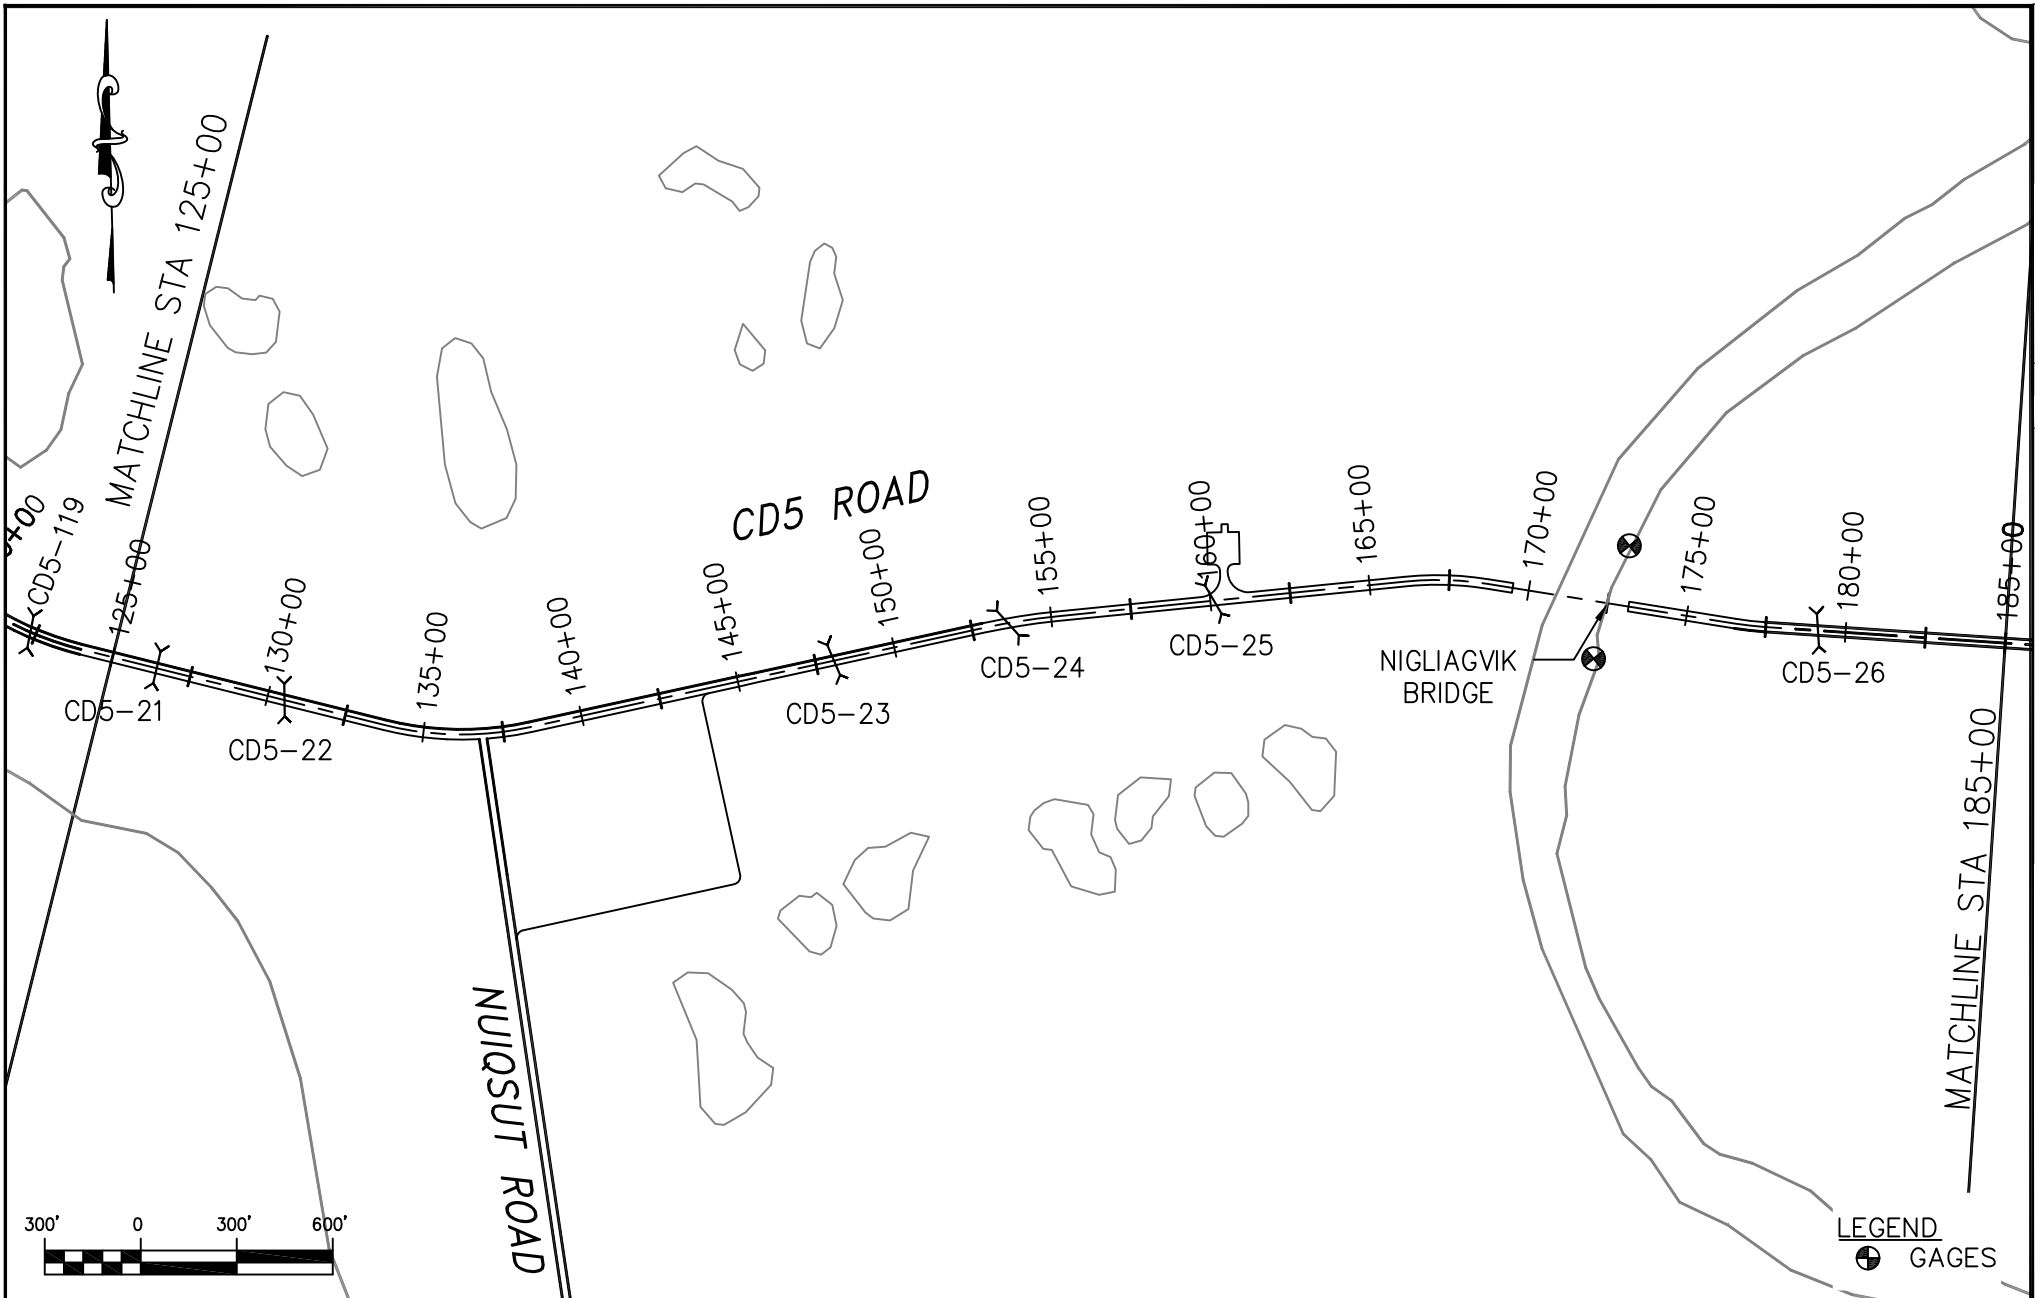 MATCHLINE STA 125+00
CD5 ROAD
CD5-119
125+00
130+00
135+00
140+00
145+00
150+00
155+00
160+00
165+00
170+00
175+00
180+00
185+00
CD5-21
CD5-22
CD5-23
CD5-24
CD5-25
NIGLIAGVIK
BRIDGE
CD5-26
MATCHLINE STA 185+00
NUIQSUT ROAD
300' 0 300' 600'
LEGEND
GAGES